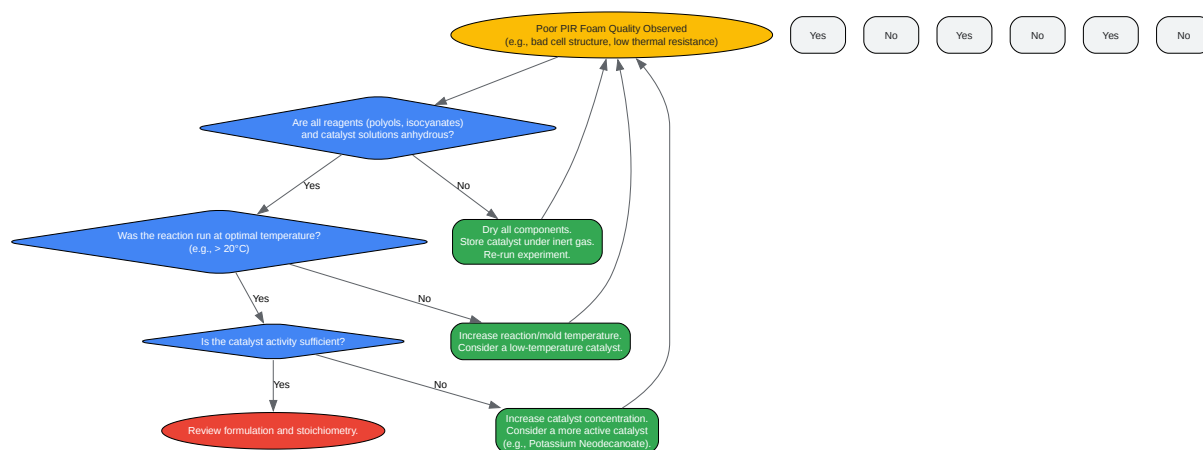 Poor PIR Foam Quality Observed
(e.g., bad cell structure, low thermal resistance)
Yes
No
Yes
No
Yes
No
Are all reagents (polyols, isocyanates)
and catalyst solutions anhydrous?
Yes
No
Was the reaction run at optimal temperature?
(e.g., > 20°C)
Dry all components.
Store catalyst under inert gas.
Re-run experiment.
Yes
No
Is the catalyst activity sufficient?
Increase reaction/mold temperature.
Consider a low-temperature catalyst.
Yes
No
Review formulation and stoichiometry.
Increase catalyst concentration.
Consider a more active catalyst
(e.g., Potassium Neodecanoate).